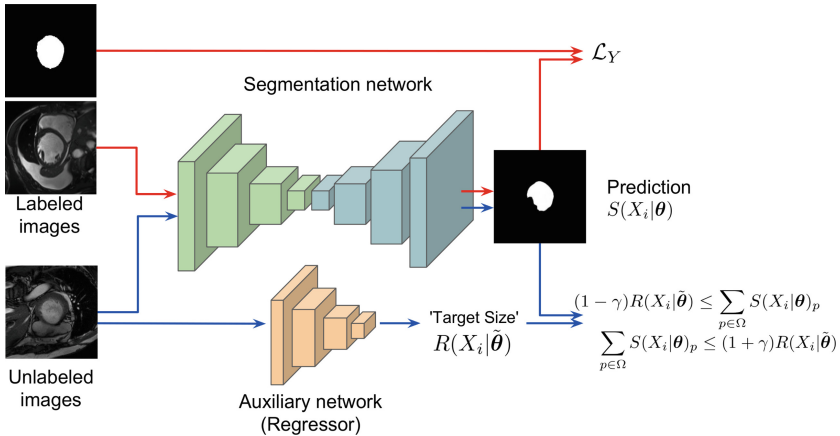 Segmentation network
ℒ_Y
Labeled
images
Prediction
S(X_i|θ)
Unlabeled
images
'Target Size'
R(X_i|θ̃)
Auxiliary network
(Regressor)
(1 − γ)R(X_i|θ̃) ≤ ∑_{p∈Ω} S(X_i|θ)_p
∑_{p∈Ω} S(X_i|θ)_p ≤ (1 + γ)R(X_i|θ̃)